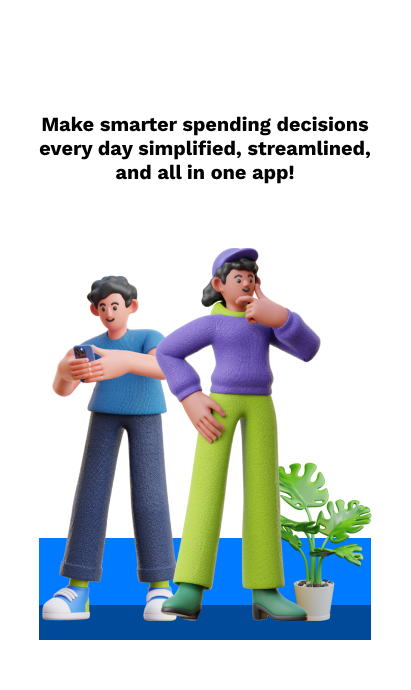 Make smarter spending decisions
every day simplified, streamlined,
and all in one app!